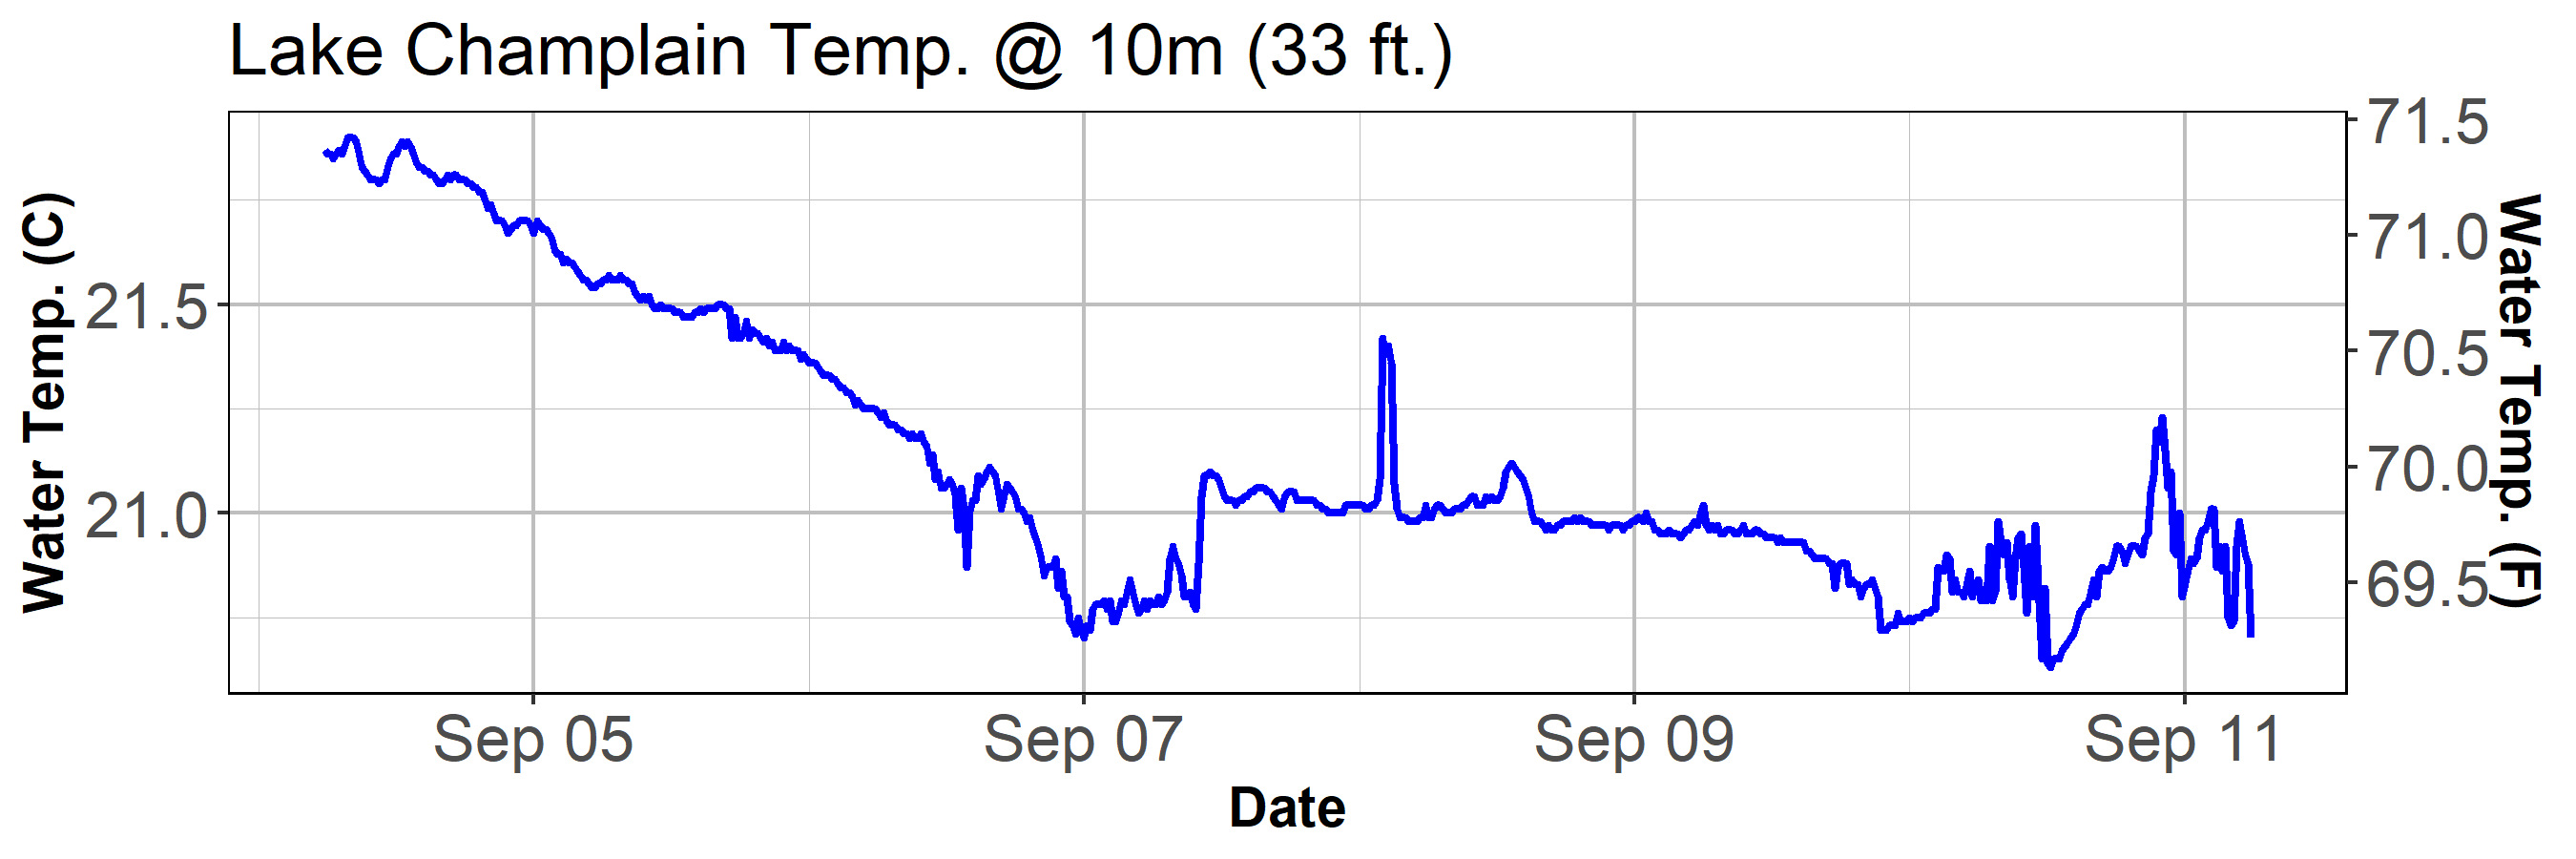 Lake Champlain Temp. @ 10m (33 ft.)
Water Temp. (C)
21.5
21.0
71.5
71.0
70.5
70.0
69.5
Water Temp. (F)
Sep 05 Sep 07 Sep 09 Sep 11
Date